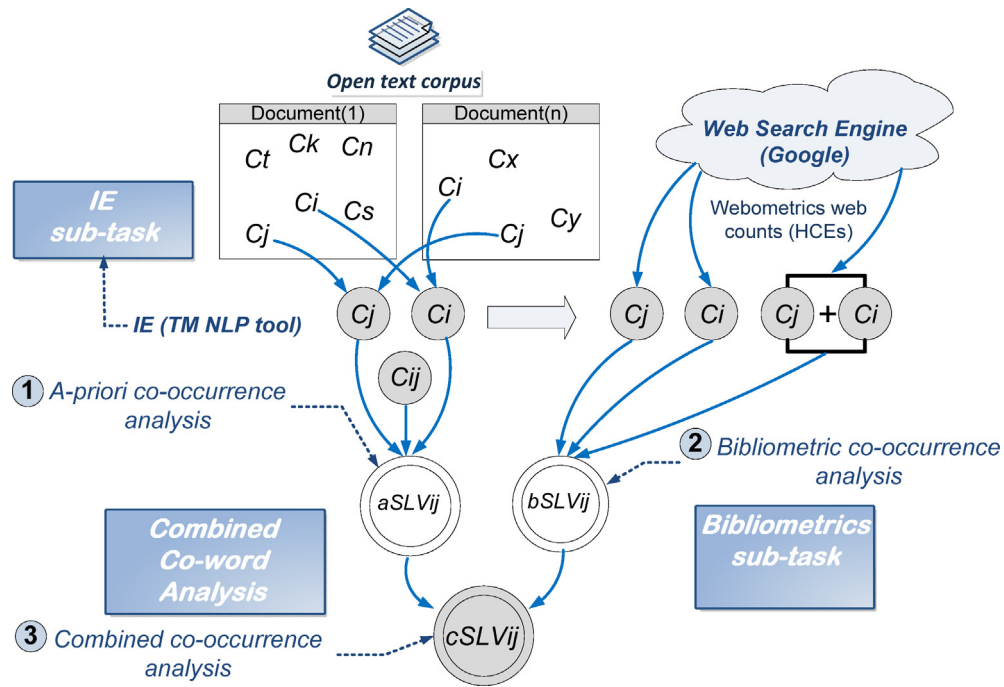 Open text corpus
Document(1)
Document(n)
Ct
Ck
Cn
Ci
Cs
Cj
Cx
Ci
Cj
Cy
Web Search Engine
(Google)
Webometrics web
counts (HCEs)
IE
sub-task
IE (TM NLP tool)
Cj
Ci
Cij
Cj
Ci
Cj
+
Ci
1
A-priori co-occurrence
analysis
2
Bibliometric co-occurrence
analysis
aSLVij
bSLVij
Combined
Co-word
Analysis
Bibliometrics
sub-task
3
Combined co-occurrence
analysis
cSLVij